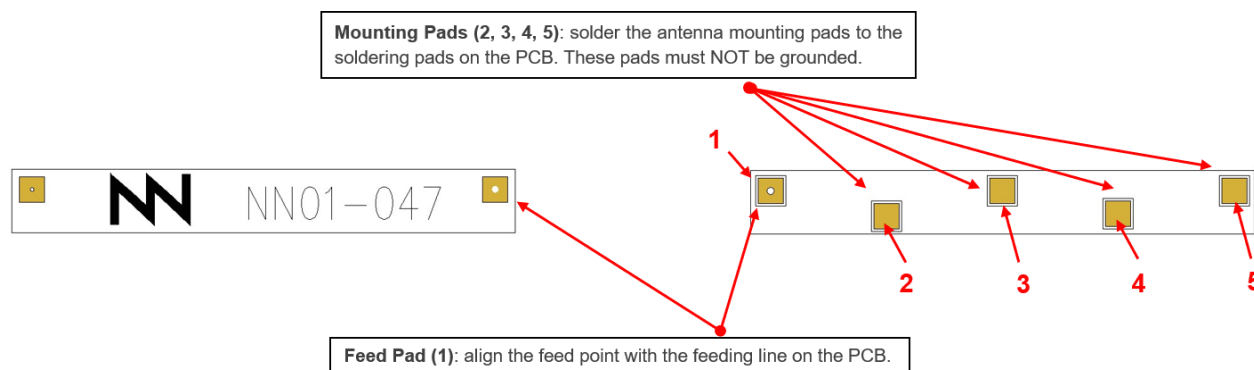 Mounting Pads (2, 3, 4, 5): solder the antenna mounting pads to the
soldering pads on the PCB. These pads must NOT be grounded.
1
NN NN01-047
2
3
4
5
Feed Pad (1): align the feed point with the feeding line on the PCB.